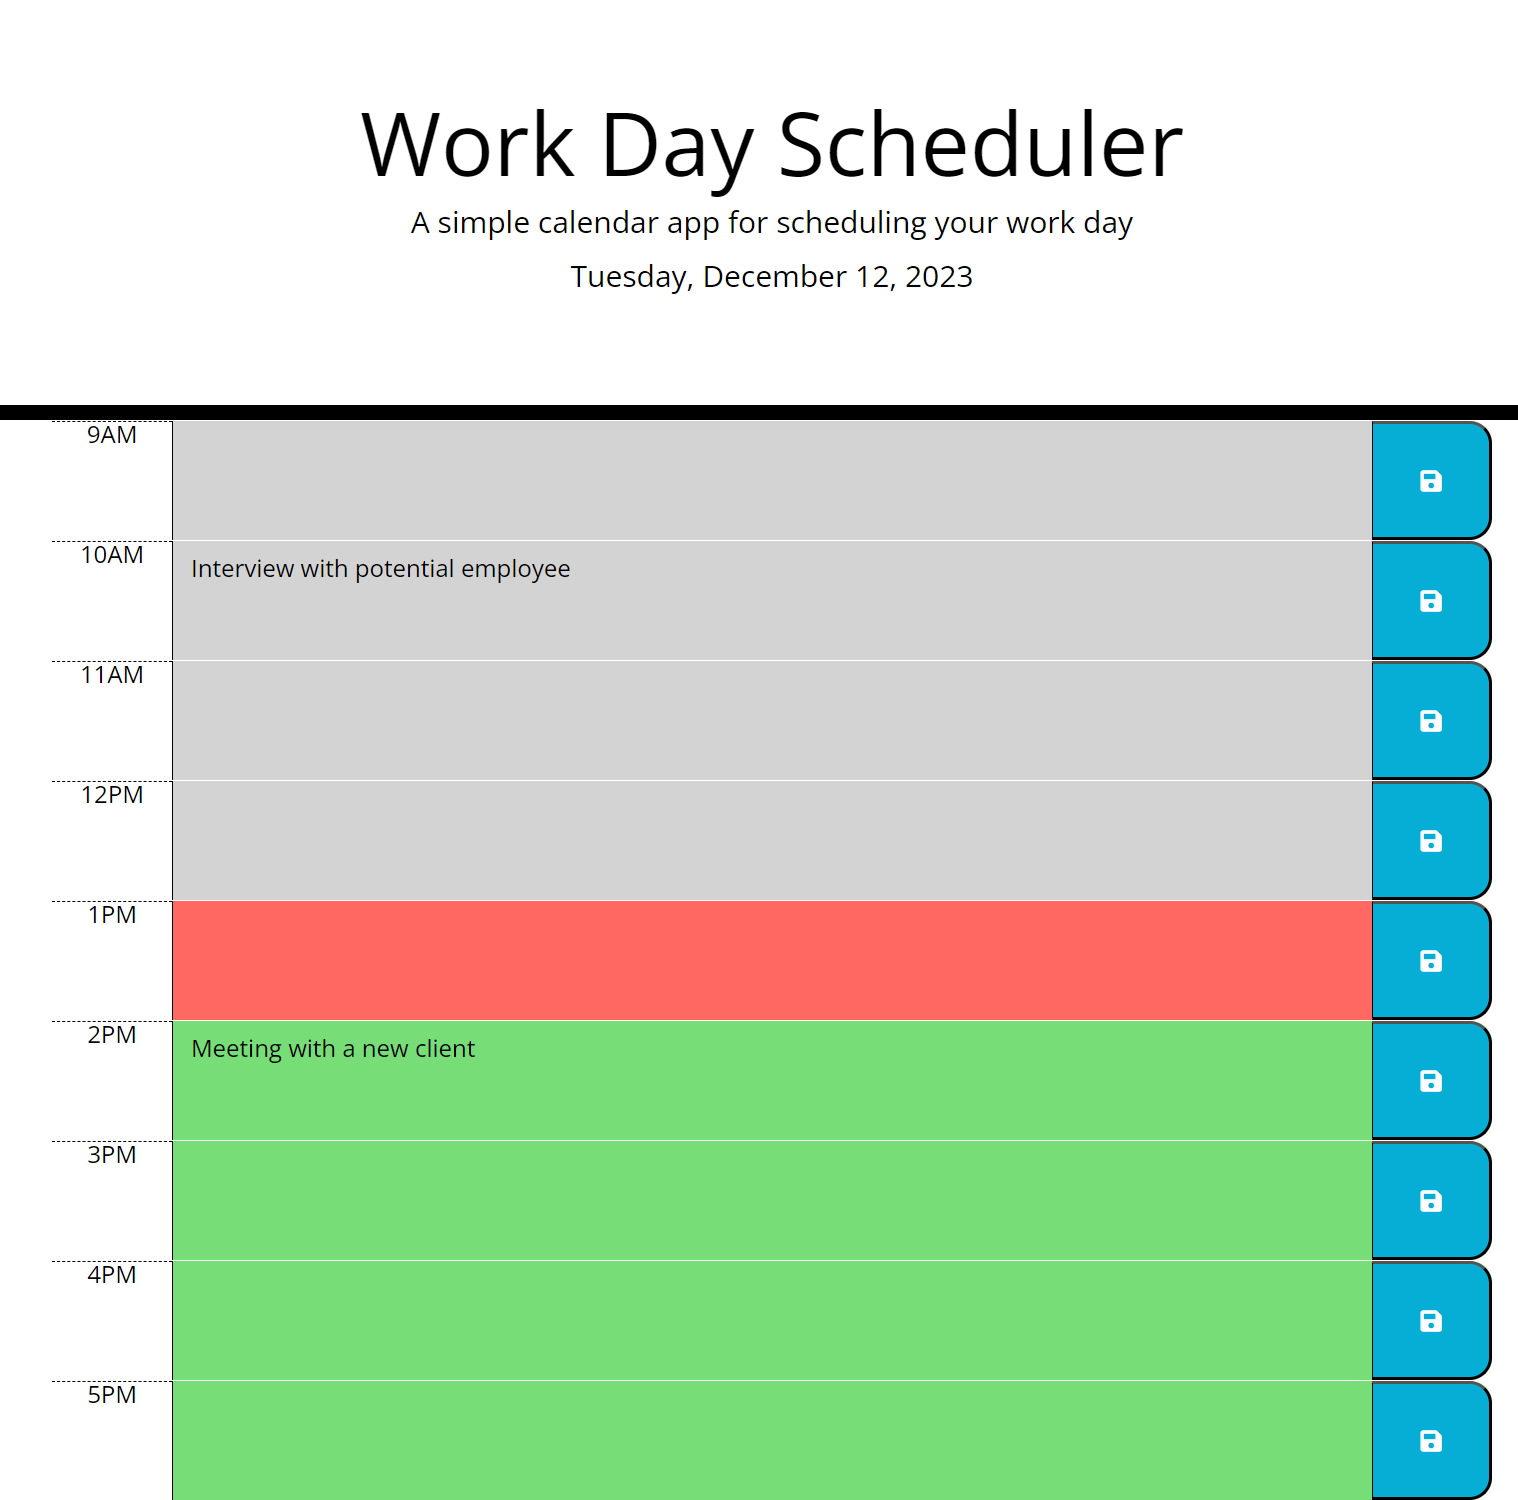 Work Day Scheduler
A simple calendar app for scheduling your work day
Tuesday, December 12, 2023
9AM
10AM
Interview with potential employee
11AM
12PM
1PM
2PM
Meeting with a new client
3PM
4PM
5PM